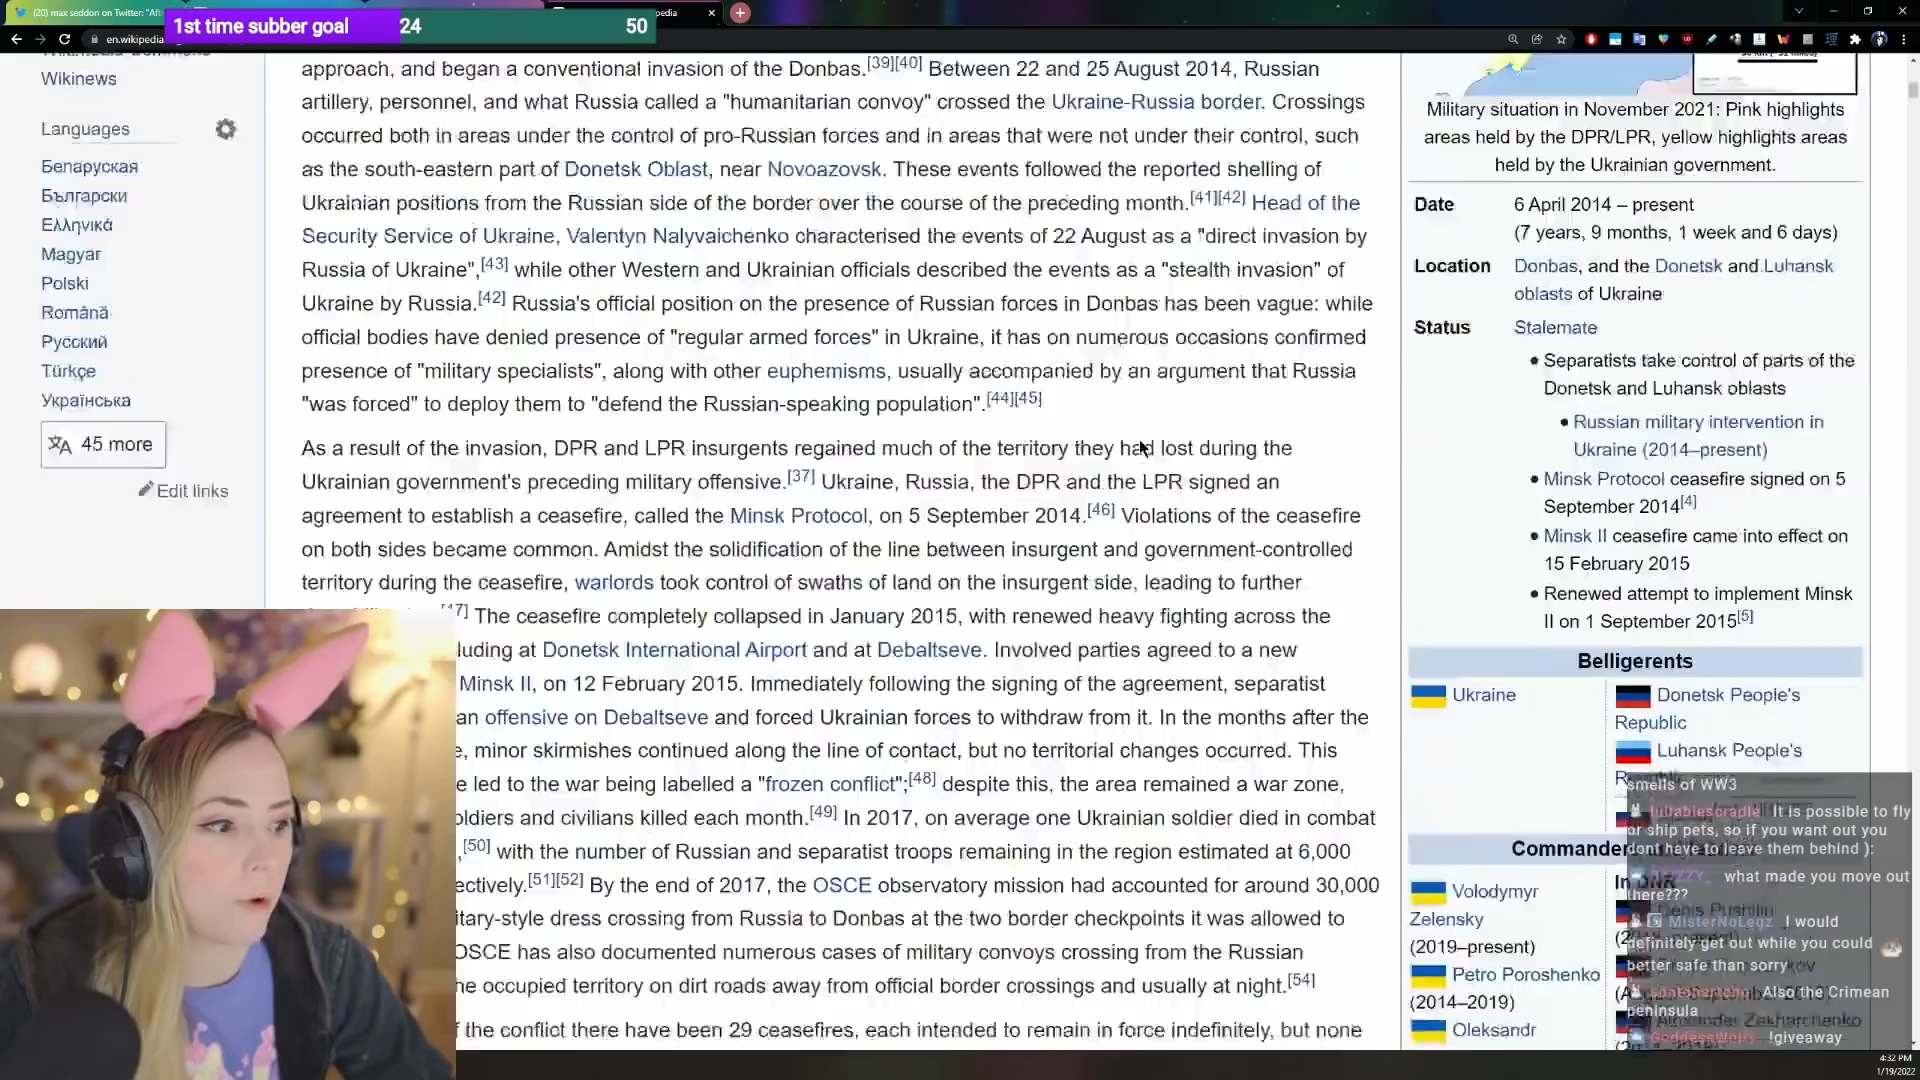 (20) max seddon on Twitter: "Aft
pedia
1st time subber goal 24 50
en.wikipedia
Wikinews
Languages
Беларуская
Български
Ελληνικά
Magyar
Polski
Română
Русский
Türkçe
Українська
45 more
Edit links
approach, and began a conventional invasion of the Donbas.[39][40] Between 22 and 25 August 2014, Russian
artillery, personnel, and what Russia called a "humanitarian convoy" crossed the Ukraine-Russia border. Crossings
occurred both in areas under the control of pro-Russian forces and in areas that were not under their control, such
as the south-eastern part of Donetsk Oblast, near Novoazovsk. These events followed the reported shelling of
Ukrainian positions from the Russian side of the border over the course of the preceding month.[41][42] Head of the
Security Service of Ukraine, Valentyn Nalyvaichenko characterised the events of 22 August as a "direct invasion by
Russia of Ukraine",[43] while other Western and Ukrainian officials described the events as a "stealth invasion" of
Ukraine by Russia.[42] Russia's official position on the presence of Russian forces in Donbas has been vague: while
official bodies have denied presence of "regular armed forces" in Ukraine, it has on numerous occasions confirmed
presence of "military specialists", along with other euphemisms, usually accompanied by an argument that Russia
"was forced" to deploy them to "defend the Russian-speaking population".[44][45]
As a result of the invasion, DPR and LPR insurgents regained much of the territory they had lost during the
Ukrainian government's preceding military offensive.[37] Ukraine, Russia, the DPR and the LPR signed an
agreement to establish a ceasefire, called the Minsk Protocol, on 5 September 2014.[46] Violations of the ceasefire
on both sides became common. Amidst the solidification of the line between insurgent and government-controlled
territory during the ceasefire, warlords took control of swaths of land on the insurgent side, leading to further
[47] The ceasefire completely collapsed in January 2015, with renewed heavy fighting across the
luding at Donetsk International Airport and at Debaltseve. Involved parties agreed to a new
Minsk II, on 12 February 2015. Immediately following the signing of the agreement, separatist
an offensive on Debaltseve and forced Ukrainian forces to withdraw from it. In the months after the
e, minor skirmishes continued along the line of contact, but no territorial changes occurred. This
e led to the war being labelled a "frozen conflict";[48] despite this, the area remained a war zone,
oldiers and civilians killed each month.[49] In 2017, on average one Ukrainian soldier died in combat
,[50] with the number of Russian and separatist troops remaining in the region estimated at 6,000
ectively.[51][52] By the end of 2017, the OSCE observatory mission had accounted for around 30,000
itary-style dress crossing from Russia to Donbas at the two border checkpoints it was allowed to
OSCE has also documented numerous cases of military convoys crossing from the Russian
ne occupied territory on dirt roads away from official border crossings and usually at night.[54]
f the conflict there have been 29 ceasefires, each intended to remain in force indefinitely, but none
Military situation in November 2021: Pink highlights
areas held by the DPR/LPR, yellow highlights areas
held by the Ukrainian government.
Date 6 April 2014 – present
(7 years, 9 months, 1 week and 6 days)
Location Donbas, and the Donetsk and Luhansk
oblasts of Ukraine
Status Stalemate
• Separatists take control of parts of the
Donetsk and Luhansk oblasts
• Russian military intervention in
Ukraine (2014–present)
• Minsk Protocol ceasefire signed on 5
September 2014[4]
• Minsk II ceasefire came into effect on
15 February 2015
• Renewed attempt to implement Minsk
II on 1 September 2015[5]
Belligerents
Ukraine
Donetsk People's
Republic
Luhansk People's
Commander
Volodymyr
Zelensky
(2019–present)
Petro Poroshenko
(2014–2019)
Oleksandr
In DNR
Denis Pushilin
smells of WW3
It is possible to fly
or ship pets, so if you want out you
dont have to leave them behind ):
what made you move out
there???
MisterNoLegz I would
definitely get out while you could
better safe than sorry
Also the Crimean
peninsula
!giveaway
4:32 PM
1/19/2022